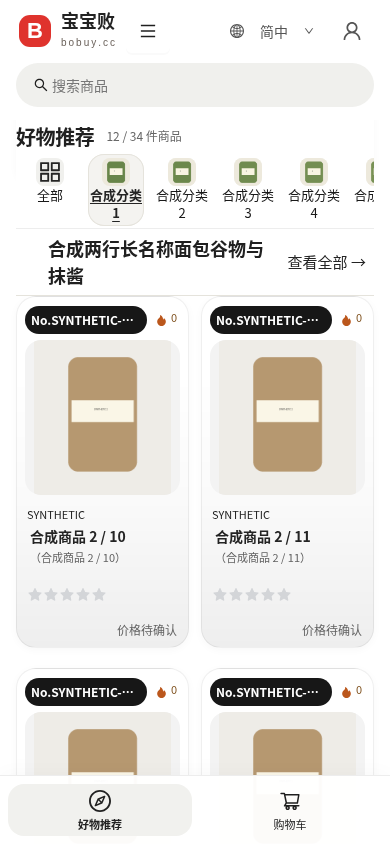 B 宝宝败
bobuy.cc
简中
搜索商品
好物推荐 12 / 34 件商品
全部
合成分类 1
合成分类 2
合成分类 3
合成分类 4
合成两行长名称面包谷物与
抹酱
查看全部 →
No.SYNTHETIC-⋯ 0
No.SYNTHETIC-⋯ 0
SYNTHETIC
合成商品 2 / 10
（合成商品 2 / 10）
价格待确认
SYNTHETIC
合成商品 2 / 11
（合成商品 2 / 11）
价格待确认
No.SYNTHETIC-⋯ 0
No.SYNTHETIC-⋯ 0
好物推荐
购物车